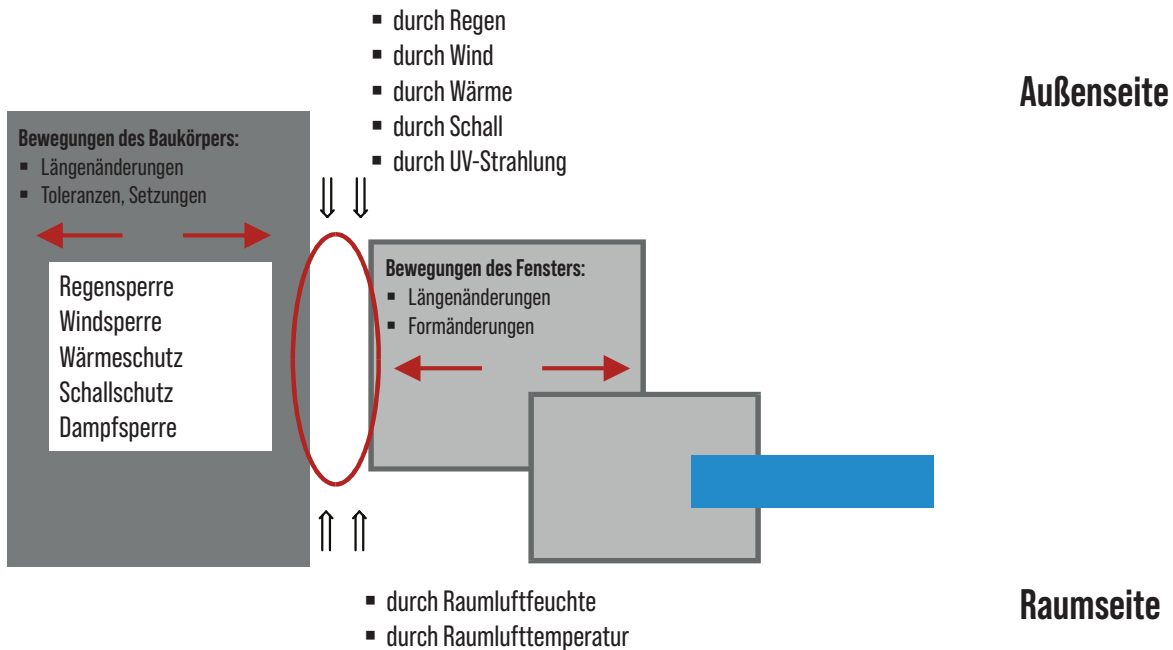 ▪ durch Regen
▪ durch Wind
▪ durch Wärme
▪ durch Schall
▪ durch UV-Strahlung
Außenseite
Bewegungen des Baukörpers:
▪ Längenänderungen
▪ Toleranzen, Setzungen
Regensperre
Windsperre
Wärmeschutz
Schallschutz
Dampfsperre
Bewegungen des Fensters:
▪ Längenänderungen
▪ Formänderungen
▪ durch Raumluftfeuchte
▪ durch Raumlufttemperatur
Raumseite